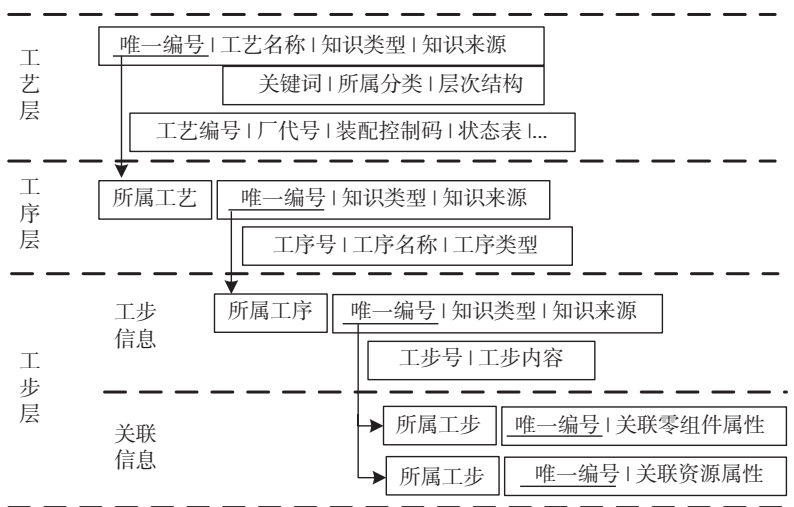 工艺层
唯一编号 | 工艺名称 | 知识类型 | 知识来源
关键词 | 所属分类 | 层次结构
工艺编号 | 厂代号 | 装配控制码 | 状态表 |...
工序层
所属工艺
唯一编号 | 知识类型 | 知识来源
工序号 | 工序名称 | 工序类型
工步层
工步
信息
所属工序
唯一编号 | 知识类型 | 知识来源
工步号 | 工步内容
关联
信息
所属工步
唯一编号 | 关联零组件属性
所属工步
唯一编号 | 关联资源属性